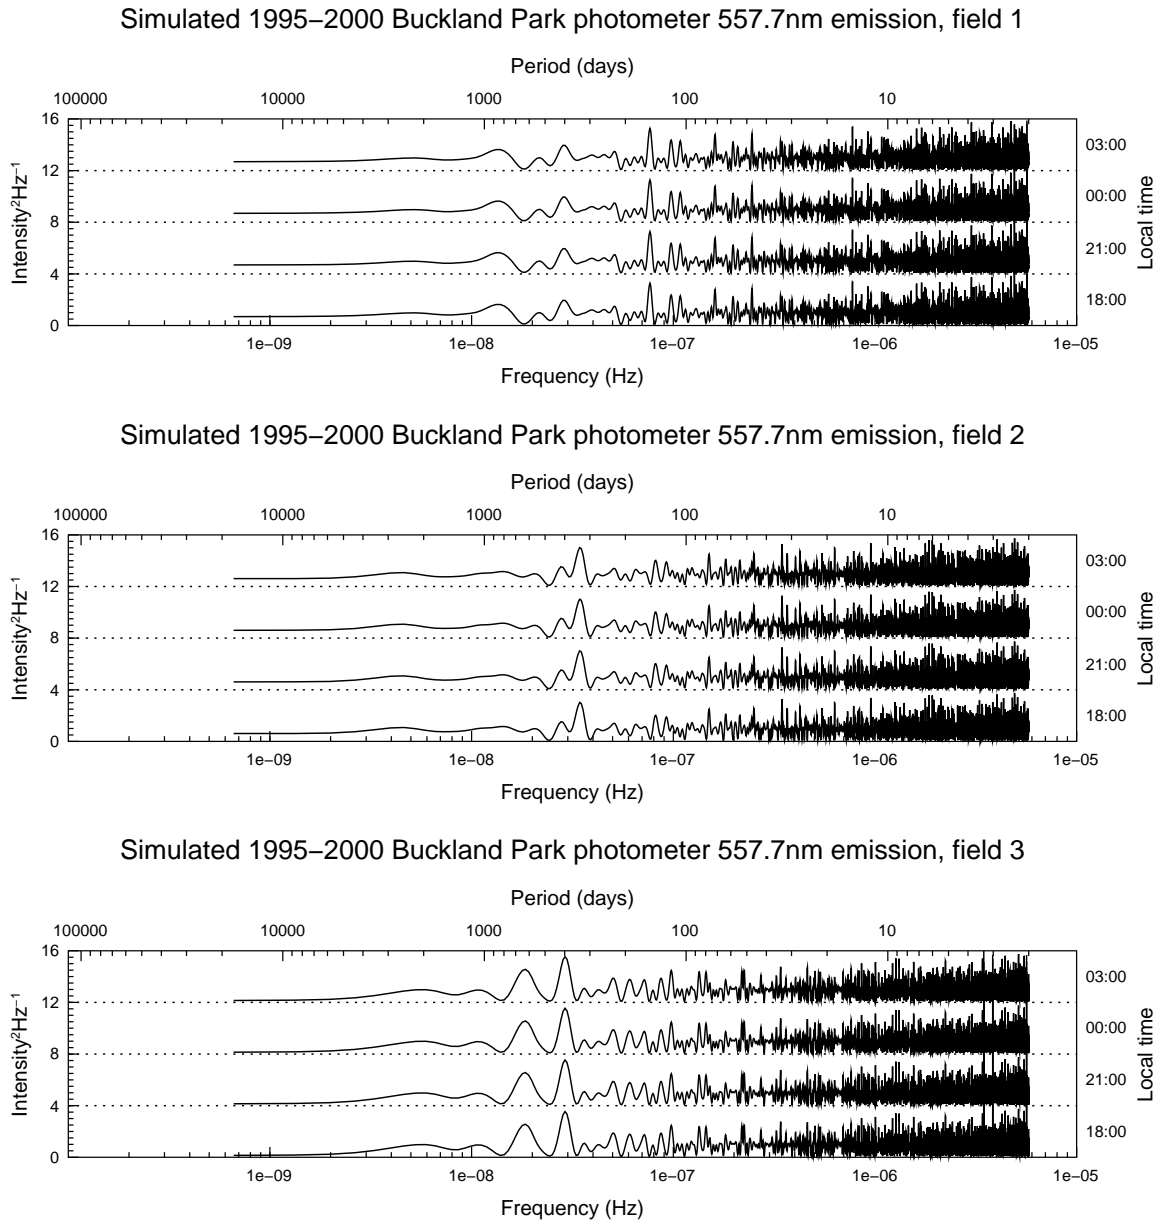 Simulated 1995−2000 Buckland Park photometer 557.7nm emission, field 1
Period (days)
100000 10000 1000 100 10
16
12
8
4
0
Intensity²Hz⁻¹
03:00
00:00
21:00
18:00
Local time
1e−09 1e−08 1e−07 1e−06 1e−05
Frequency (Hz)
Simulated 1995−2000 Buckland Park photometer 557.7nm emission, field 2
Period (days)
100000 10000 1000 100 10
16
12
8
4
0
Intensity²Hz⁻¹
03:00
00:00
21:00
18:00
Local time
1e−09 1e−08 1e−07 1e−06 1e−05
Frequency (Hz)
Simulated 1995−2000 Buckland Park photometer 557.7nm emission, field 3
Period (days)
100000 10000 1000 100 10
16
12
8
4
0
Intensity²Hz⁻¹
03:00
00:00
21:00
18:00
Local time
1e−09 1e−08 1e−07 1e−06 1e−05
Frequency (Hz)